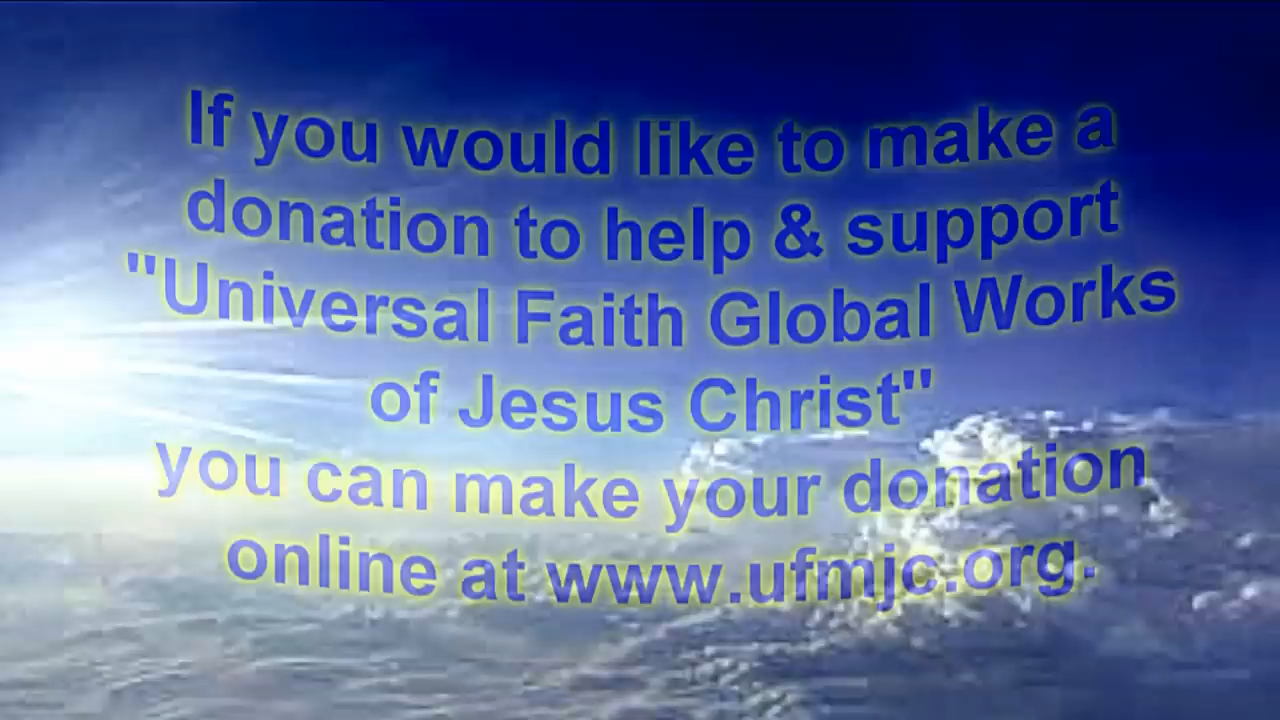 If you would like to make a
donation to help & support
"Universal Faith Global Works
of Jesus Christ"
you can make your donation
online at www.ufmjc.org.